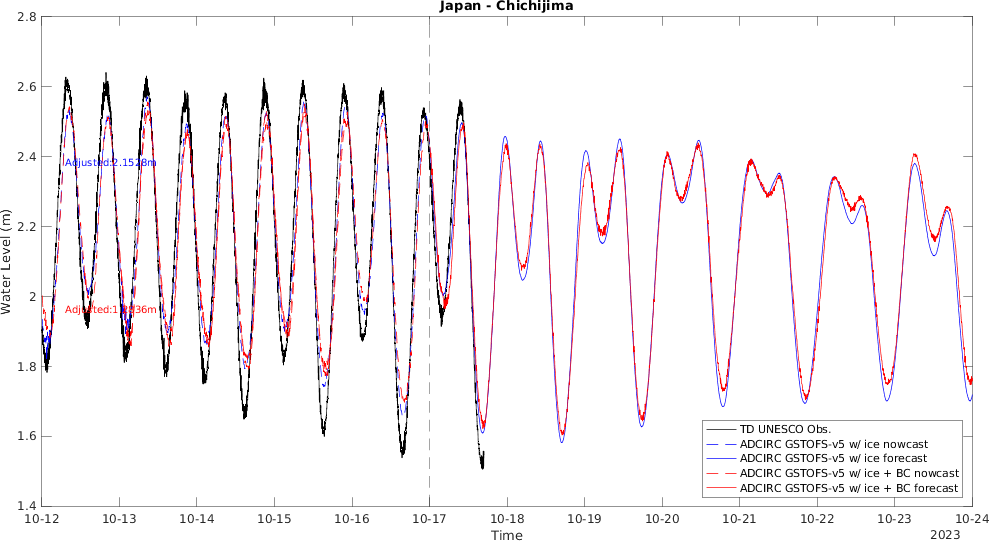 Japan - Chichijima
Water Level (m)
2.8
2.6
2.4
2.2
2
1.8
1.6
1.4
Adjusted:2.1528m
TD UNESCO Obs.
ADCIRC GSTOFS-v5 w/ ice nowcast
ADCIRC GSTOFS-v5 w/ ice forecast
ADCIRC GSTOFS-v5 w/ ice + BC nowcast
ADCIRC GSTOFS-v5 w/ ice + BC forecast
10-12
10-13
10-14
10-15
10-16
10-17
10-18
10-19
10-20
10-21
10-22
10-23
10-24
Time
2023